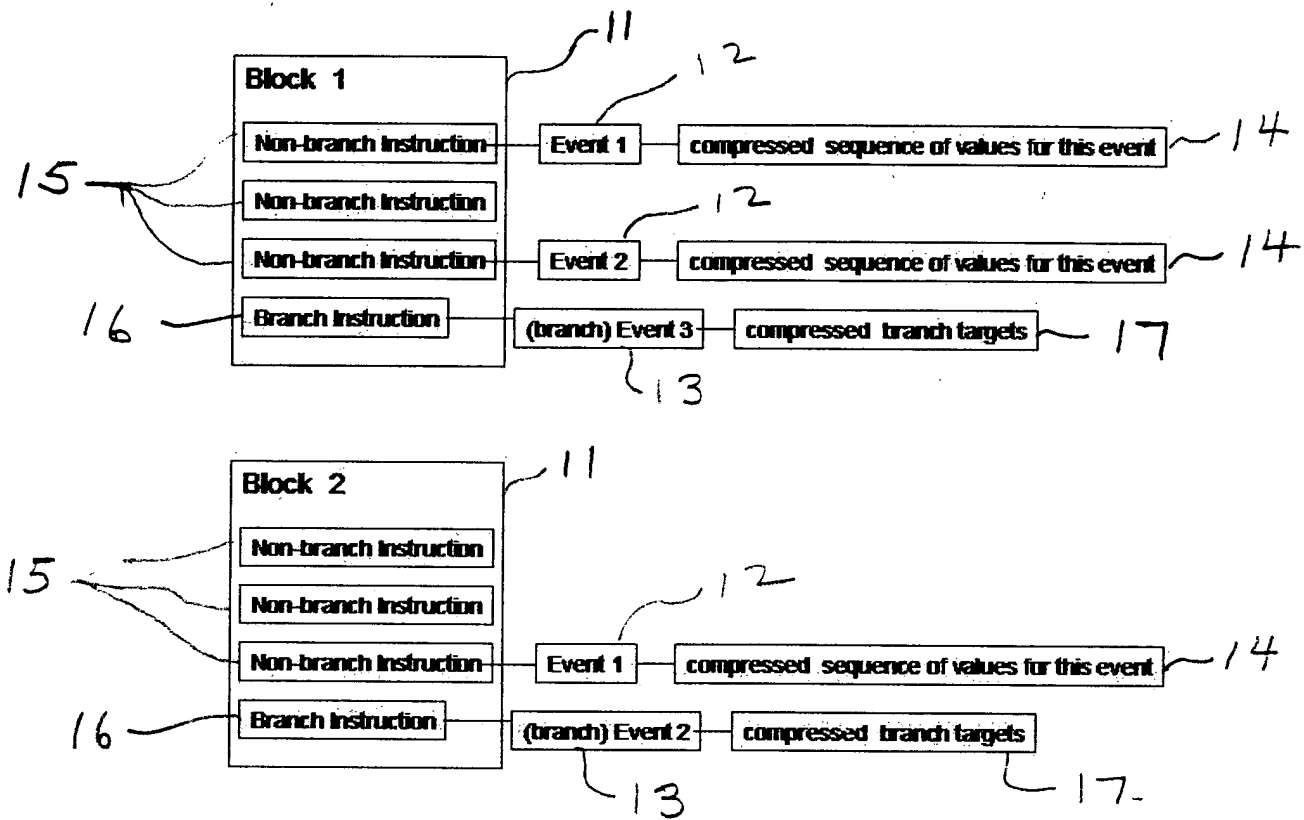 11
Block 1
12
Non-branch Instruction Event 1 compressed sequence of values for this event 14
15
Non-branch Instruction
12
Non-branch Instruction Event 2 compressed sequence of values for this event 14
16 Branch Instruction (branch) Event 3 compressed branch targets 17
13
11
Block 2
Non-branch Instruction
15
12
Non-branch Instruction
Non-branch Instruction Event 1 compressed sequence of values for this event 14
16 Branch Instruction (branch) Event 2 compressed branch targets
13
17